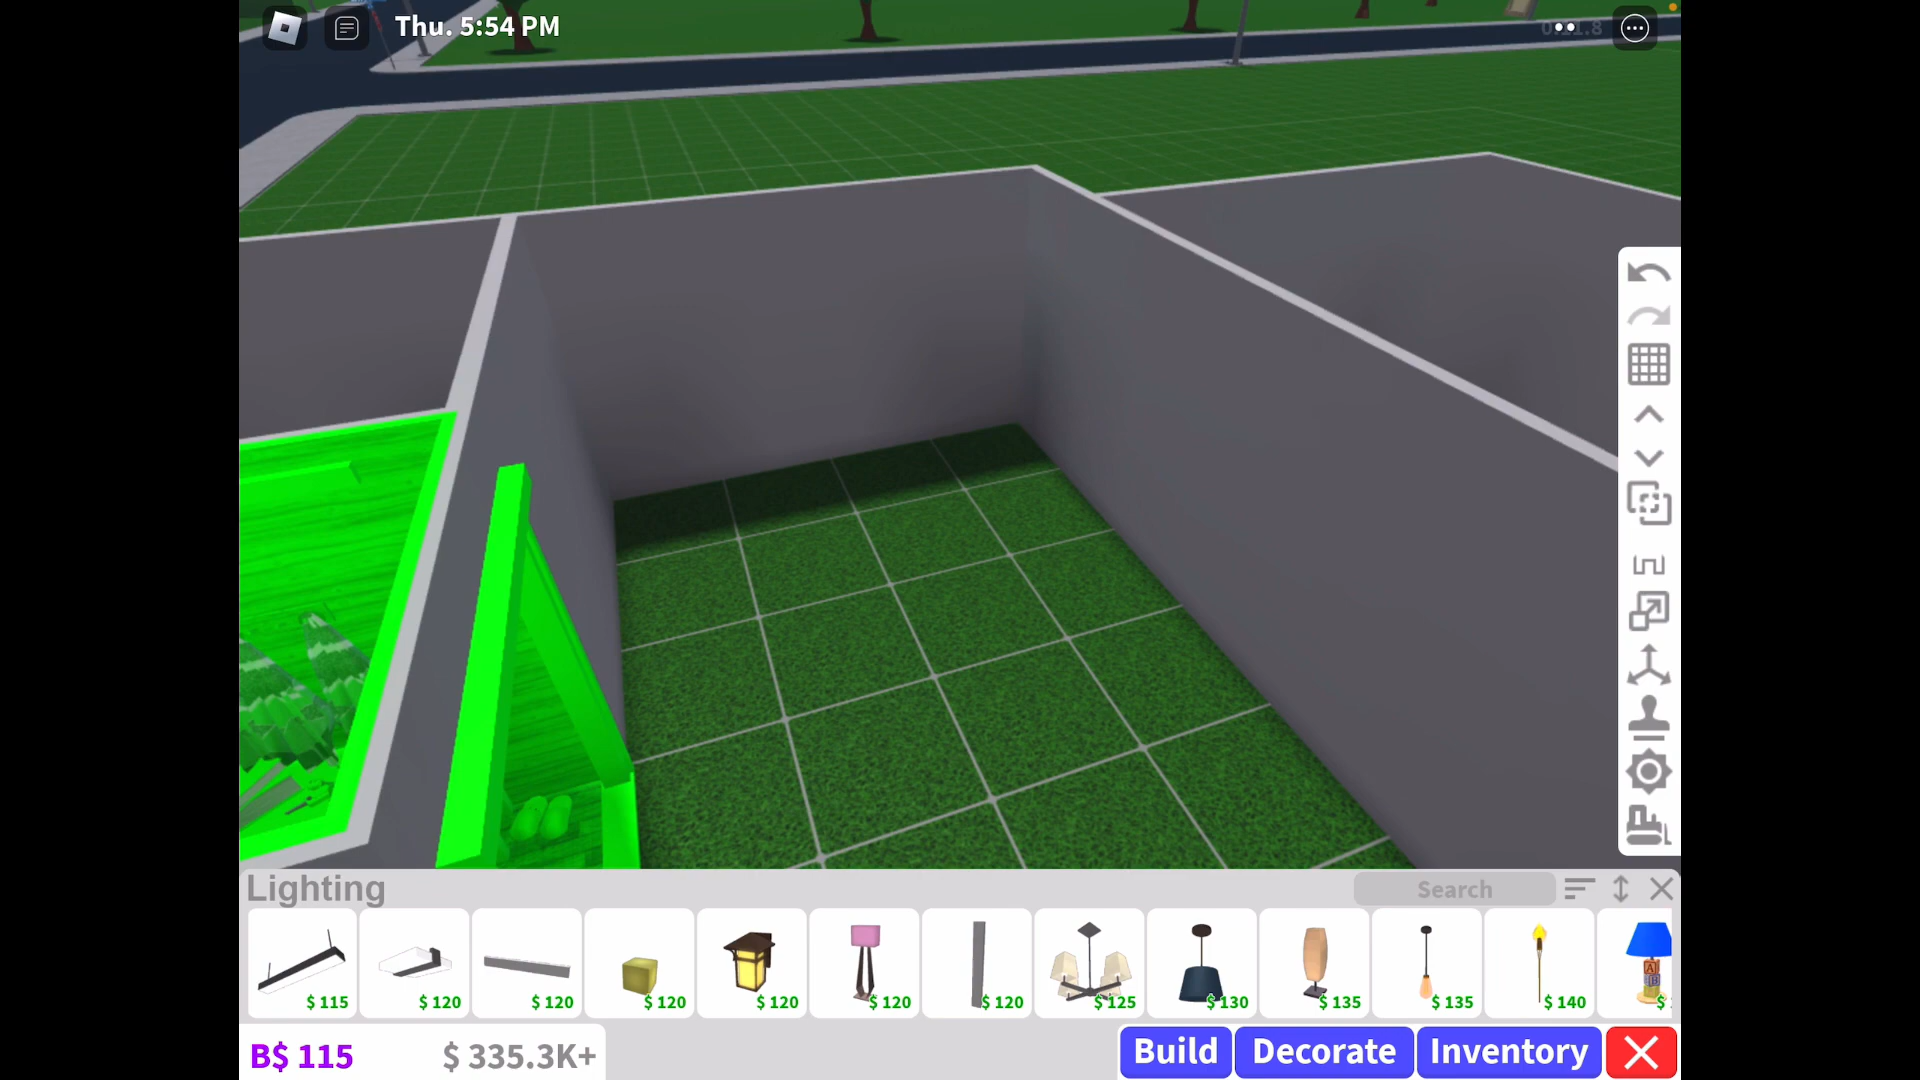 Thu. 5:54 PM
Lighting
Search
$ 115
$ 120
$ 120
$ 120
$ 120
$ 120
$ 120
$ 125
$ 130
$ 135
$ 135
$ 140
$
B$ 115
$ 335.3K+
Build
Decorate
Inventory